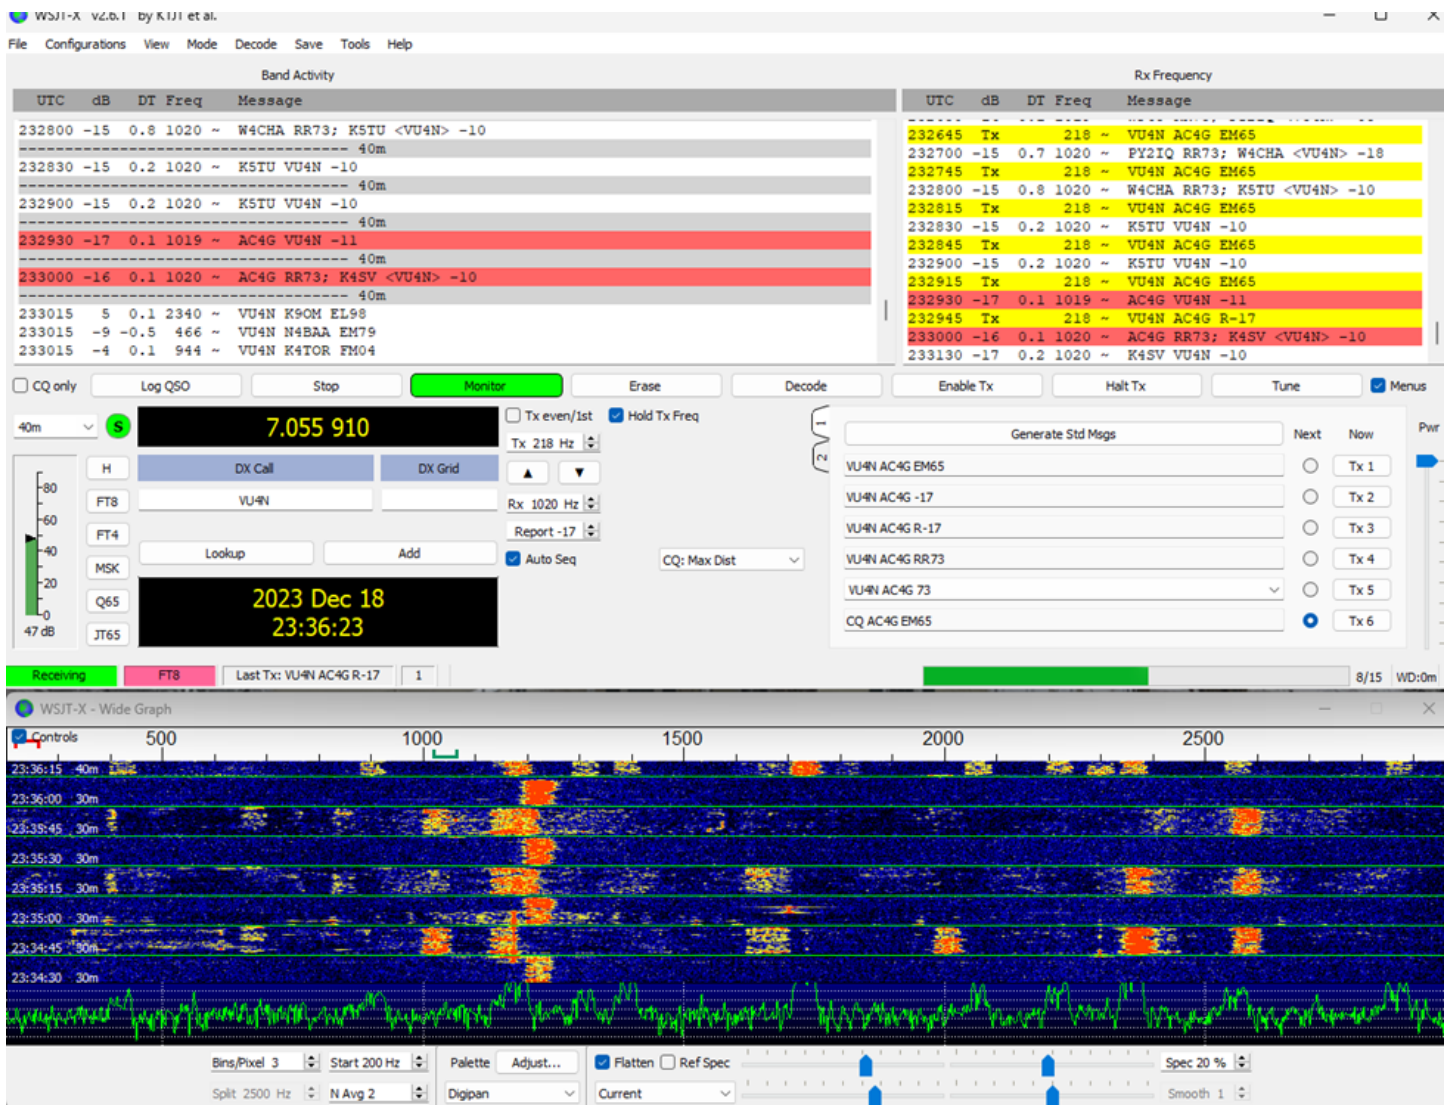 WSJT-X v2.6.1 by K1JT et al.
File Configurations View Mode Decode Save Tools Help
Band Activity
UTC dB DT Freq Message
232800 -15 0.8 1020 ~ W4CHA RR73; K5TU <VU4N> -10
----------------------------------- 40m
232830 -15 0.2 1020 ~ K5TU VU4N -10
----------------------------------- 40m
232900 -15 0.2 1020 ~ K5TU VU4N -10
----------------------------------- 40m
232930 -17 0.1 1019 ~ AC4G VU4N -11
----------------------------------- 40m
233000 -16 0.1 1020 ~ AC4G RR73; K4SV <VU4N> -10
----------------------------------- 40m
233015 5 0.1 2340 ~ VU4N K9OM EL98
233015 -9 -0.5 466 ~ VU4N N4BAA EM79
233015 -4 0.1 944 ~ VU4N K4TOR FM04
Rx Frequency
UTC dB DT Freq Message
232645 Tx 218 ~ VU4N AC4G EM65
232700 -15 0.7 1020 ~ PY2IQ RR73; W4CHA <VU4N> -18
232745 Tx 218 ~ VU4N AC4G EM65
232800 -15 0.8 1020 ~ W4CHA RR73; K5TU <VU4N> -10
232815 Tx 218 ~ VU4N AC4G EM65
232830 -15 0.2 1020 ~ K5TU VU4N -10
232845 Tx 218 ~ VU4N AC4G EM65
232900 -15 0.2 1020 ~ K5TU VU4N -10
232915 Tx 218 ~ VU4N AC4G EM65
232930 -17 0.1 1019 ~ AC4G VU4N -11
232945 Tx 218 ~ VU4N AC4G R-17
233000 -16 0.1 1020 ~ AC4G RR73; K4SV <VU4N> -10
233130 -17 0.2 1020 ~ K4SV VU4N -10
CQ only Log QSO Stop Monitor Erase Decode Enable Tx Halt Tx Tune Menus
40m S 7.055 910
Tx even/1st Hold Tx Freq
Tx 218 Hz
H DX Call DX Grid
FT8 VU4N
Rx 1020 Hz
Report -17
FT4 Lookup Add
Auto Seq CQ: Max Dist
MSK
Q65
JT65
2023 Dec 18
23:36:23
-80
-60
-40
-20
-0
47 dB
1
2
Generate Std Msgs Next Now Pwr
VU4N AC4G EM65 Tx 1
VU4N AC4G -17 Tx 2
VU4N AC4G R-17 Tx 3
VU4N AC4G RR73 Tx 4
VU4N AC4G 73 Tx 5
CQ AC4G EM65 Tx 6
Receiving FT8 Last Tx: VU4N AC4G R-17 1 8/15 WD:0m
WSJT-X - Wide Graph
Controls 500 1000 1500 2000 2500
23:36:15 40m
23:36:00 30m
23:35:45 30m
23:35:30 30m
23:35:15 30m
23:35:00 30m
23:34:45 30m
23:34:30 30m
Bins/Pixel 3 Start 200 Hz Palette Adjust... Flatten Ref Spec Spec 20 %
Split 2500 Hz N Avg 2 Digipan Current Smooth 1